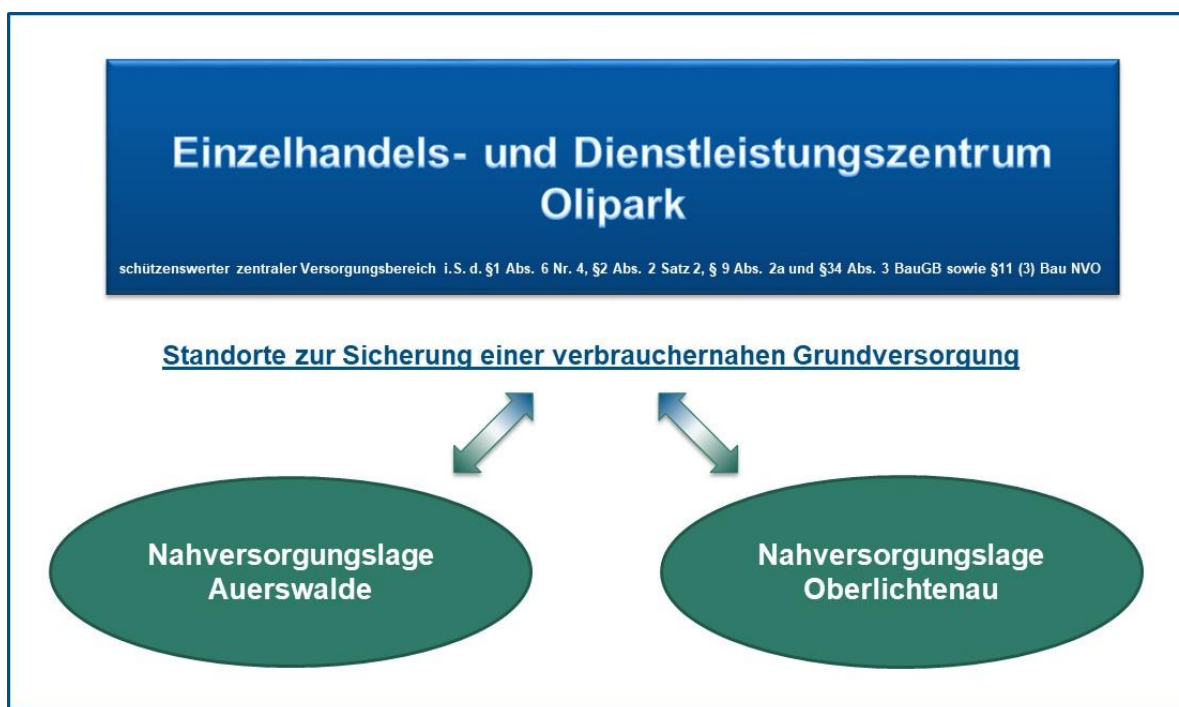 Einzelhandels- und Dienstleistungszentrum
Olipark
schützenswerter zentraler Versorgungsbereich i.S. d. §1 Abs. 6 Nr. 4, §2 Abs. 2 Satz 2, § 9 Abs. 2a und §34 Abs. 3 BauGB sowie §11 (3) Bau NVO
Standorte zur Sicherung einer verbrauchernahen Grundversorgung
Nahversorgungslage
Auerswalde
Nahversorgungslage
Oberlichtenau